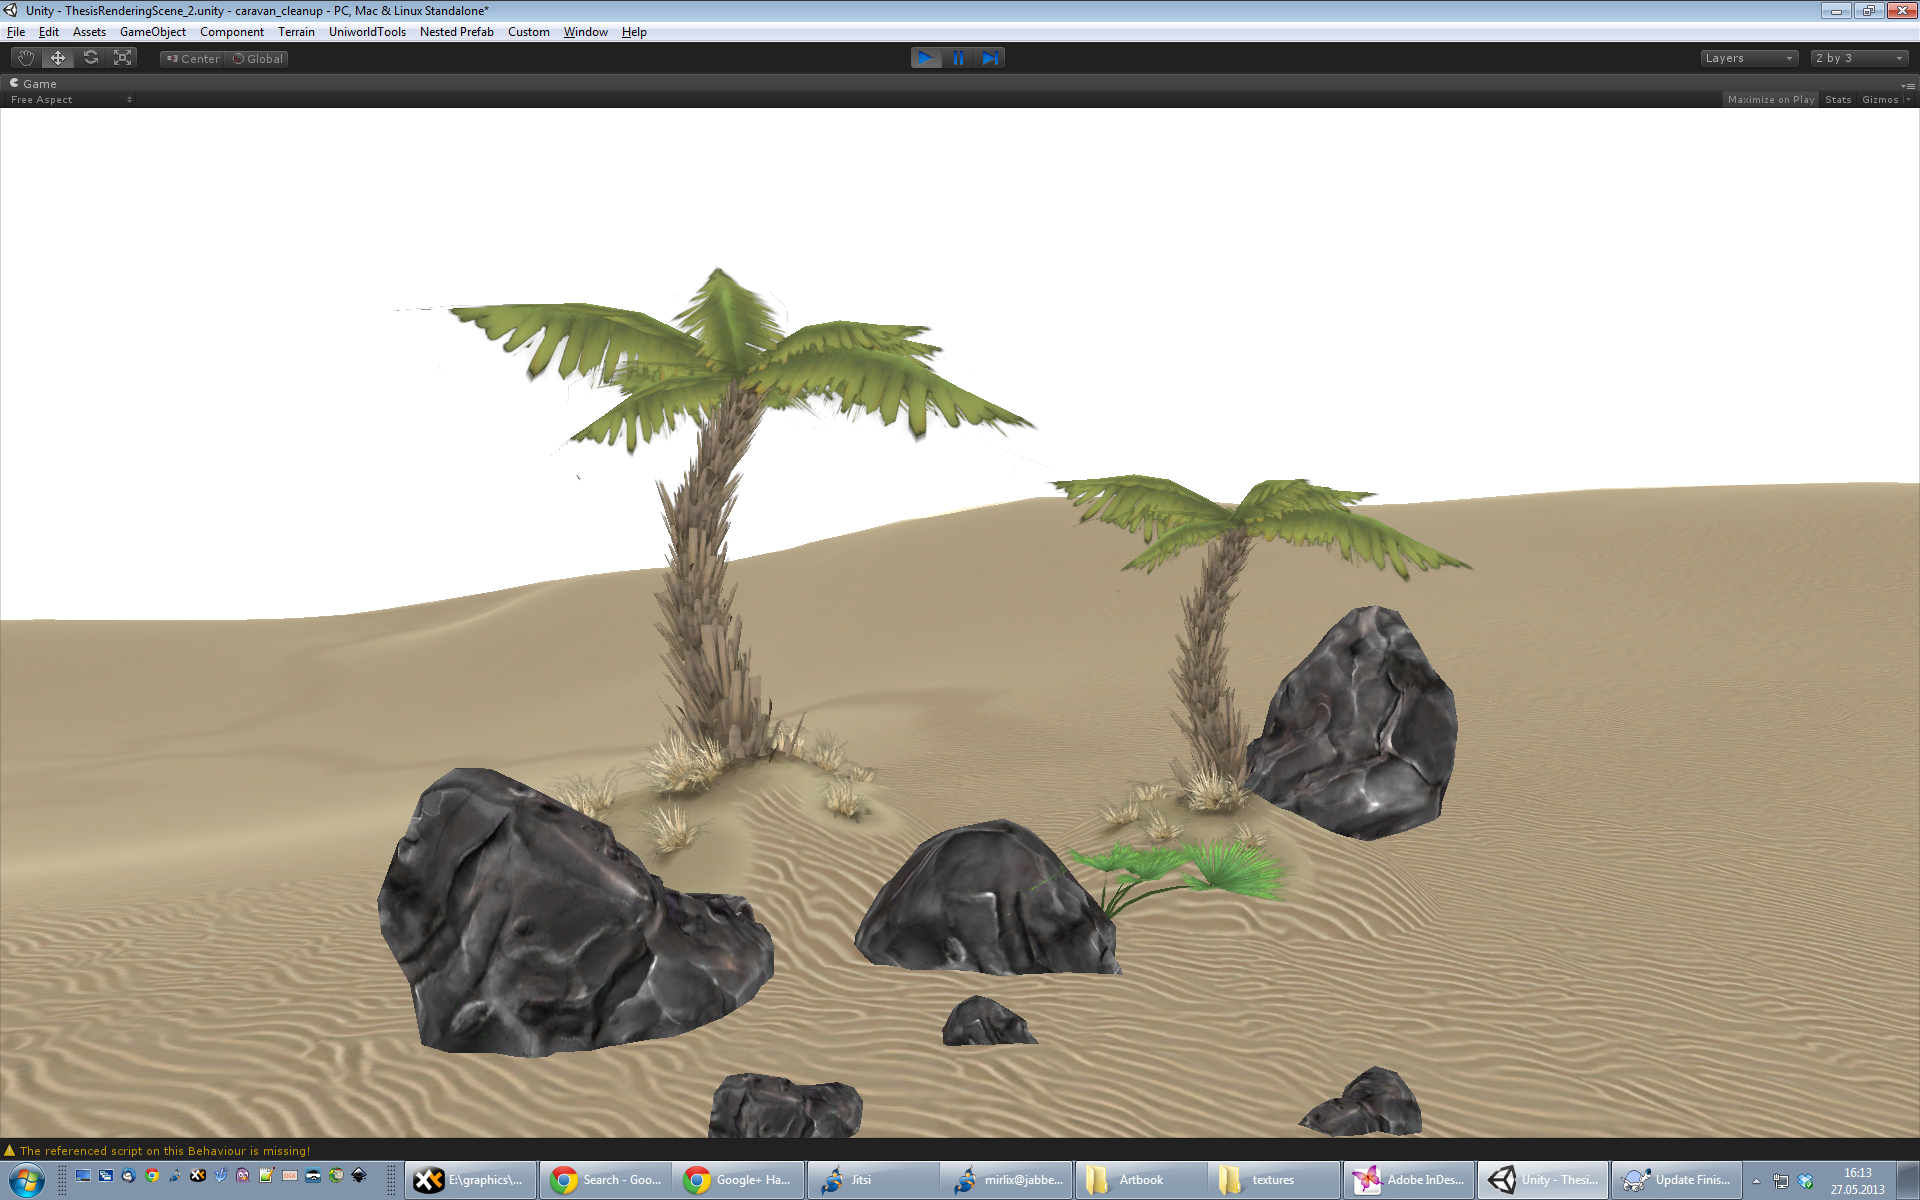 Unity - ThesisRenderingScene_2.unity - caravan_cleanup - PC, Mac & Linux Standalone*
File Edit Assets GameObject Component Terrain UniworldTools Nested Prefab Custom Window Help
Center Global Layers 2 by 3
Game
Free Aspect Maximize on Play Stats Gizmos
The referenced script on this Behaviour is missing!
E:\graphics\... Search - Goo... Google+ Ha... Jitsi mirlix@jabbe... Artbook textures Adobe InDes... Unity - Thesi... Update Finis... 16:13
27.05.2013